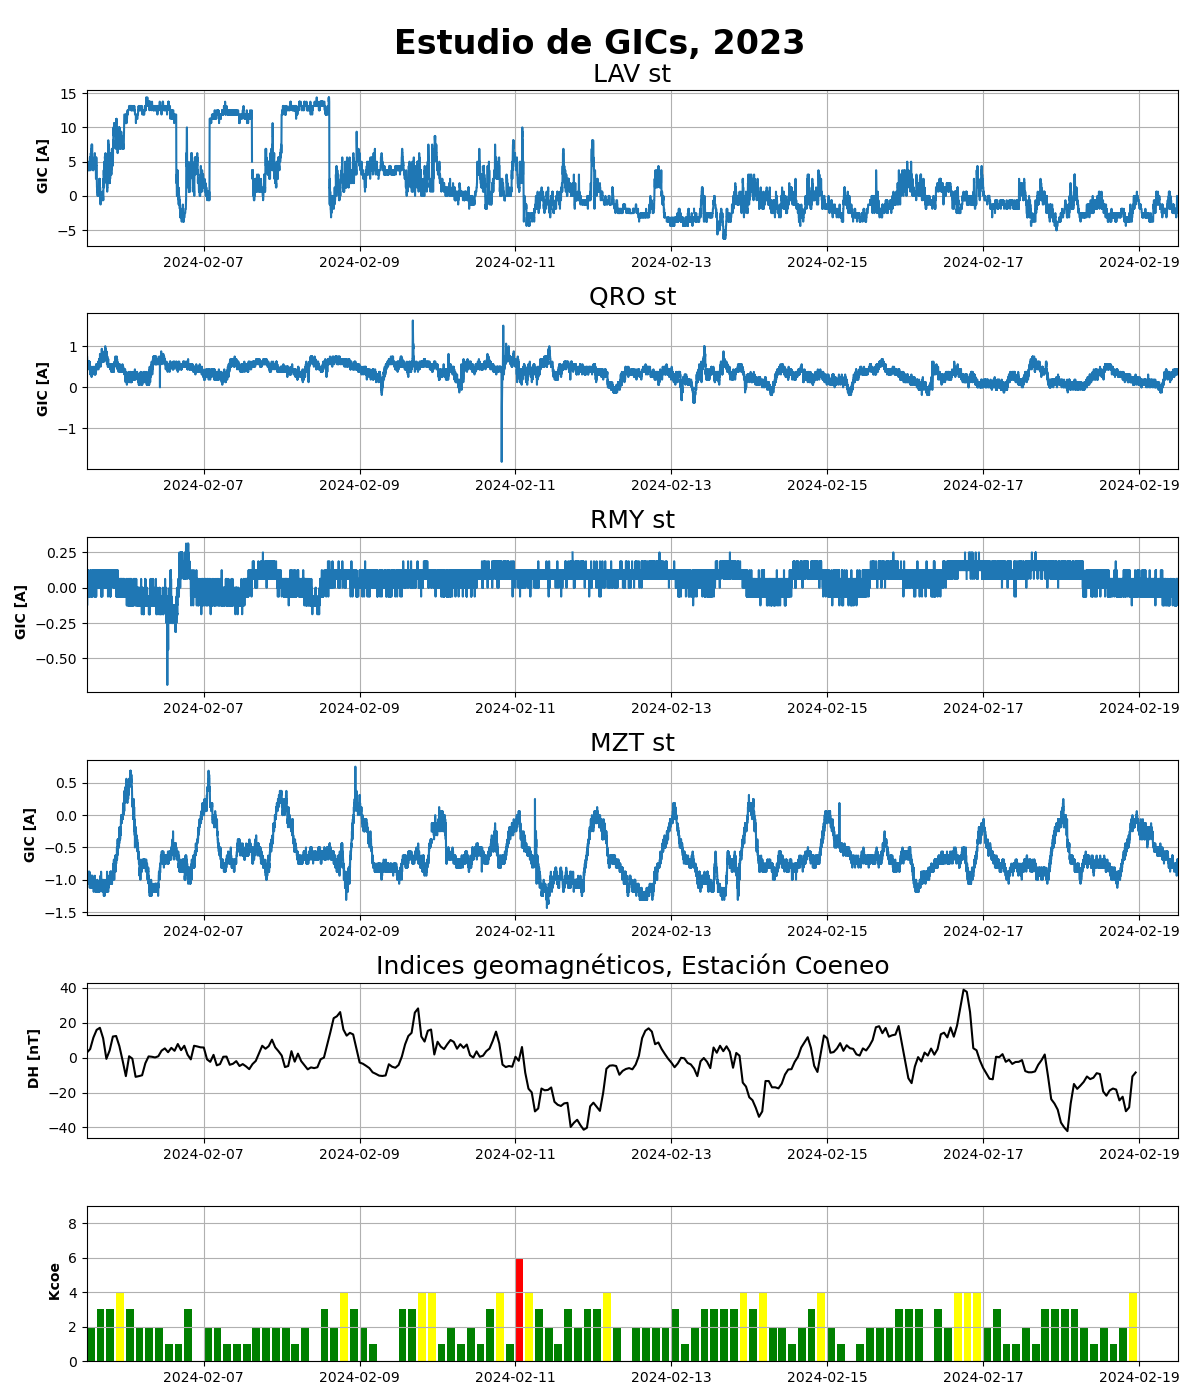 Estudio de GICs, 2023
LAV st
GIC [A]
15
10
5
0
−5
2024-02-07 2024-02-09 2024-02-11 2024-02-13 2024-02-15 2024-02-17 2024-02-19
QRO st
GIC [A]
1
0
−1
2024-02-07 2024-02-09 2024-02-11 2024-02-13 2024-02-15 2024-02-17 2024-02-19
RMY st
GIC [A]
0.25
0.00
−0.25
−0.50
2024-02-07 2024-02-09 2024-02-11 2024-02-13 2024-02-15 2024-02-17 2024-02-19
MZT st
GIC [A]
0.5
0.0
−0.5
−1.0
−1.5
2024-02-07 2024-02-09 2024-02-11 2024-02-13 2024-02-15 2024-02-17 2024-02-19
Indices geomagnéticos, Estación Coeneo
DH [nT]
40
20
0
−20
−40
2024-02-07 2024-02-09 2024-02-11 2024-02-13 2024-02-15 2024-02-17 2024-02-19
Kcoe
8
6
4
2
0
2024-02-07 2024-02-09 2024-02-11 2024-02-13 2024-02-15 2024-02-17 2024-02-19